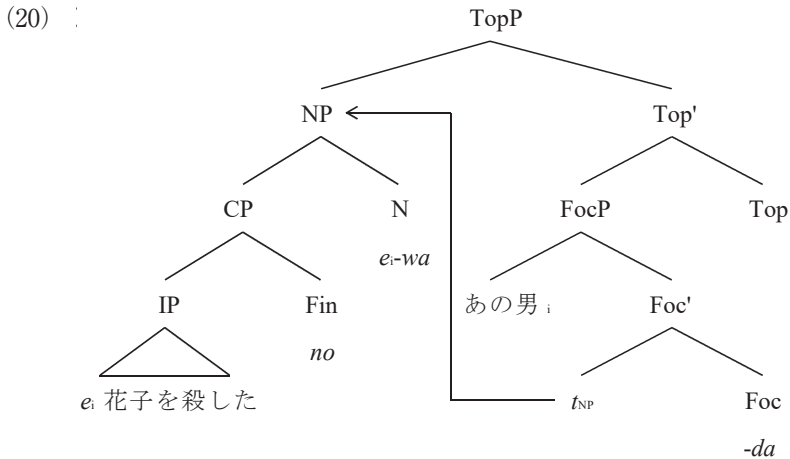 (20)
TopP
NP Top'
CP N FocP Top
eᵢ-wa
IP Fin あの男ᵢ Foc'
no
eᵢ 花子を殺した tNP Foc
-da